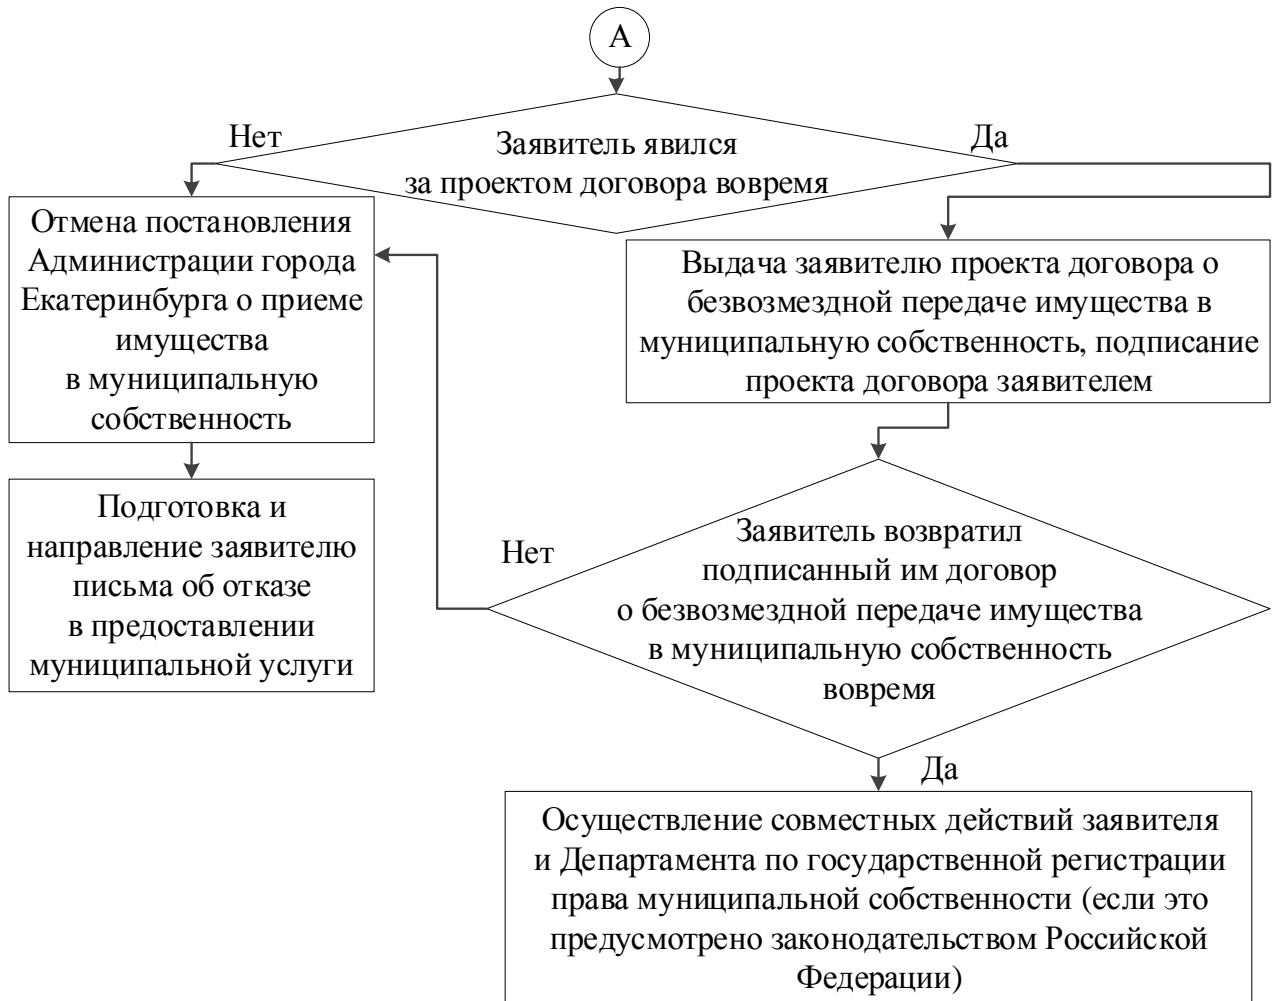 А
Нет
Да
Заявитель явился
за проектом договора вовремя
Отмена постановления
Администрации города
Екатеринбурга о приеме
имущества
в муниципальную
собственность
Выдача заявителю проекта договора о
безвозмездной передаче имущества в
муниципальную собственность, подписание
проекта договора заявителем
Подготовка и
направление заявителю
письма об отказе
в предоставлении
муниципальной услуги
Нет
Заявитель возвратил
подписанный им договор
о безвозмездной передаче имущества
в муниципальную собственность
вовремя
Да
Осуществление совместных действий заявителя
и Департамента по государственной регистрации
права муниципальной собственности (если это
предусмотрено законодательством Российской
Федерации)